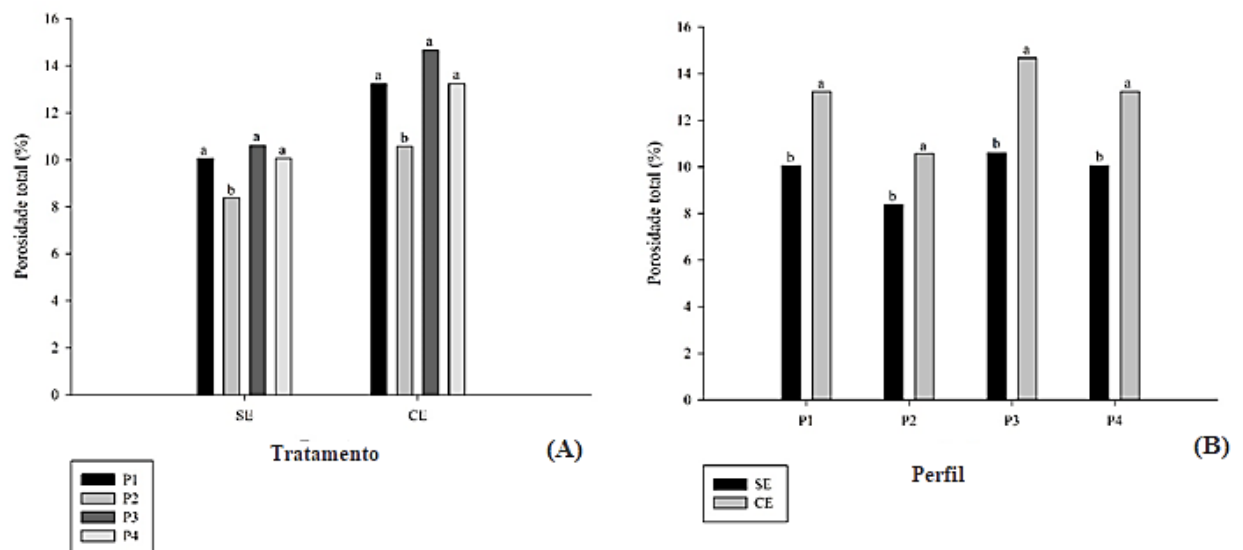 Porosidade total (%)
16
14
12
10
8
6
4
2
0
a
b
a
a
a
b
a
a
SE
CE
Tratamento
(A)
P1
P2
P3
P4
Porosidade total (%)
16
14
12
10
8
6
4
2
0
b
a
b
a
b
a
b
a
P1
P2
P3
P4
Perfil
(B)
SE
CE